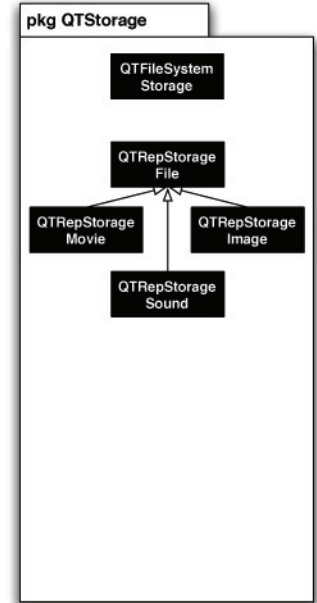 pkg QTStorage
QTFileSystem
Storage
QTRepStorage
File
QTRepStorage
Movie
QTRepStorage
Image
QTRepStorage
Sound